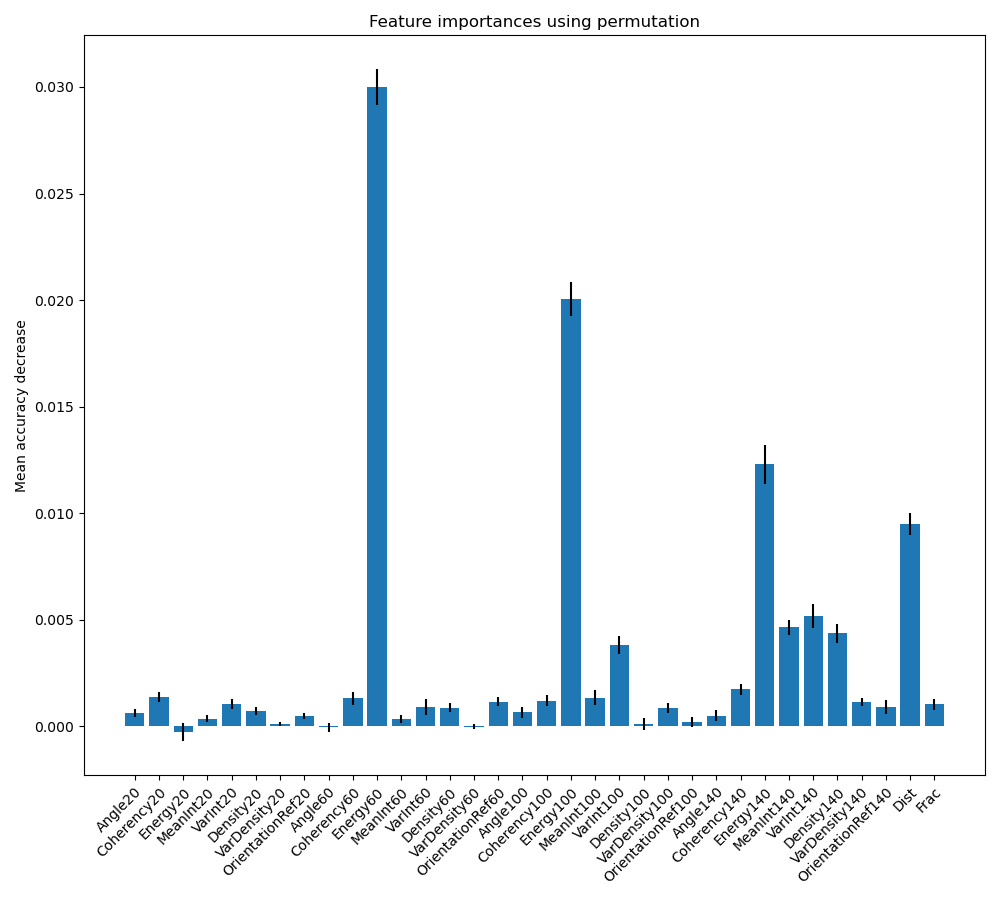 Feature importances using permutation
Mean accuracy decrease
0.030
0.025
0.020
0.015
0.010
0.005
0.000
Angle20
Coherency20
Energy20
MeanInt20
VarInt20
Density20
VarDensity20
OrientationRef20
Angle60
Coherency60
Energy60
MeanInt60
VarInt60
Density60
VarDensity60
OrientationRef60
Angle100
Coherency100
Energy100
MeanInt100
VarInt100
Density100
VarDensity100
OrientationRef100
Angle140
Coherency140
Energy140
MeanInt140
VarInt140
Density140
VarDensity140
OrientationRef140
Dist
Frac